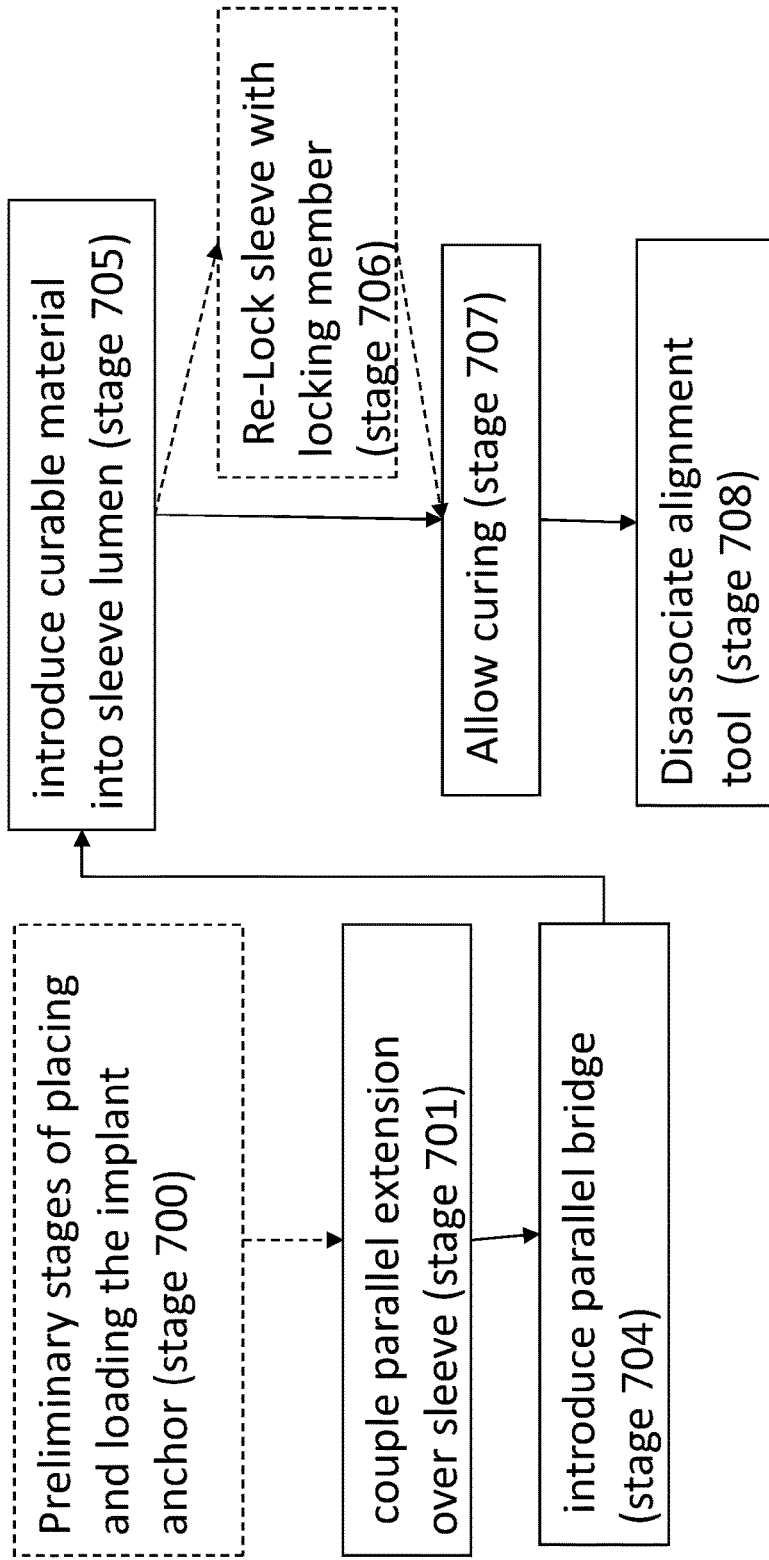 Preliminary stages of placing
and loading the implant
anchor (stage 700)
couple parallel extension
over sleeve (stage 701)
introduce parallel bridge
(stage 704)
introduce curable material
into sleeve lumen (stage 705)
Re-Lock sleeve with
locking member
(stage 706)
Allow curing (stage 707)
Disassociate alignment
tool (stage 708)